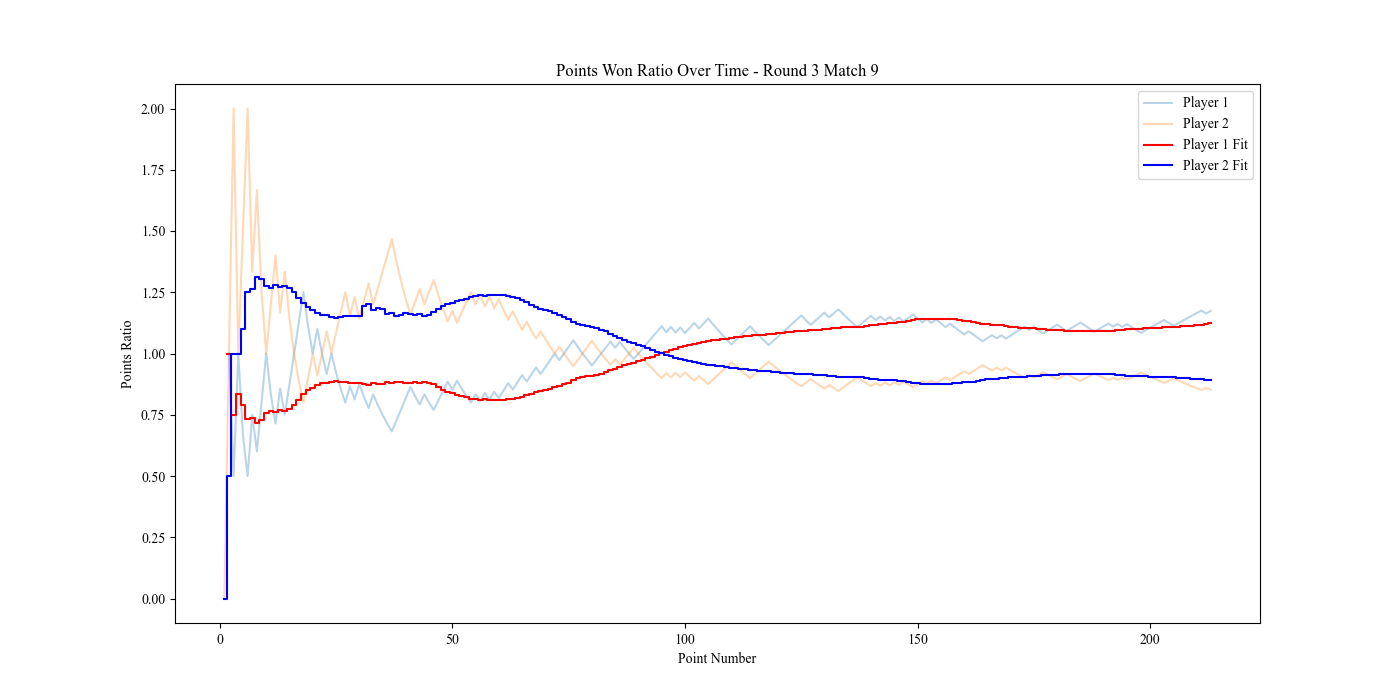 Points Won Ratio Over Time - Round 3 Match 9
Player 1
Player 2
Player 1 Fit
Player 2 Fit
Points Ratio
2.00
1.75
1.50
1.25
1.00
0.75
0.50
0.25
0.00
0 50 100 150 200
Point Number